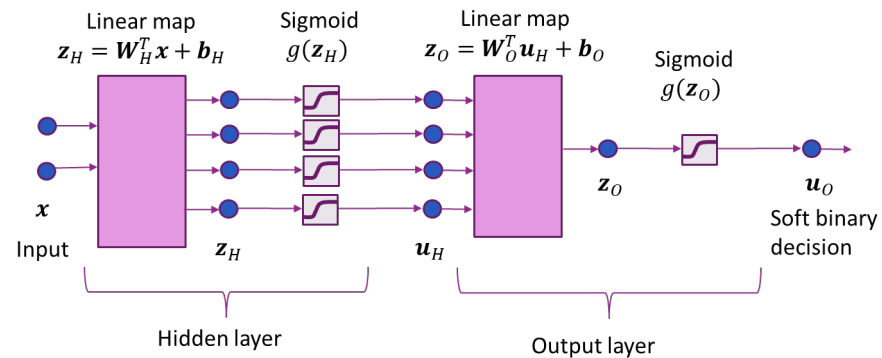 Linear map
𝒛_H = 𝑾_H^T 𝒙 + 𝒃_H
Sigmoid
g(𝒛_H)
Linear map
𝒛_O = 𝑾_O^T 𝒖_H + 𝒃_O
Sigmoid
g(𝒛_O)
𝒙
Input
𝒛_H
𝒖_H
𝒛_O
𝒖_O
Soft binary
decision
Hidden layer
Output layer